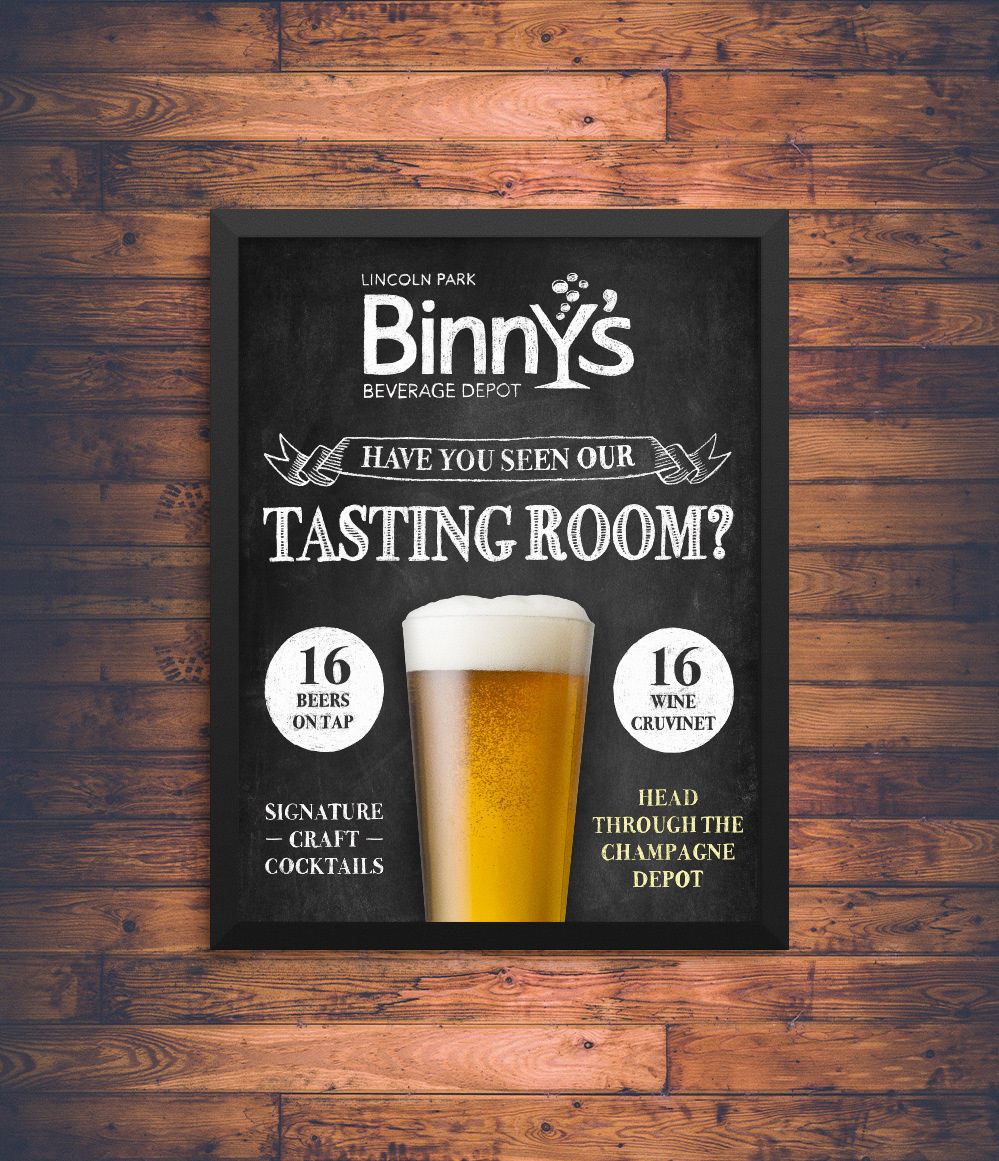 LINCOLN PARK
BinnY's
BEVERAGE DEPOT
HAVE YOU SEEN OUR
TASTING ROOM?
16
BEERS
ON TAP
16
WINE
CRUVINET
SIGNATURE
– CRAFT –
COCKTAILS
HEAD
THROUGH THE
CHAMPAGNE
DEPOT